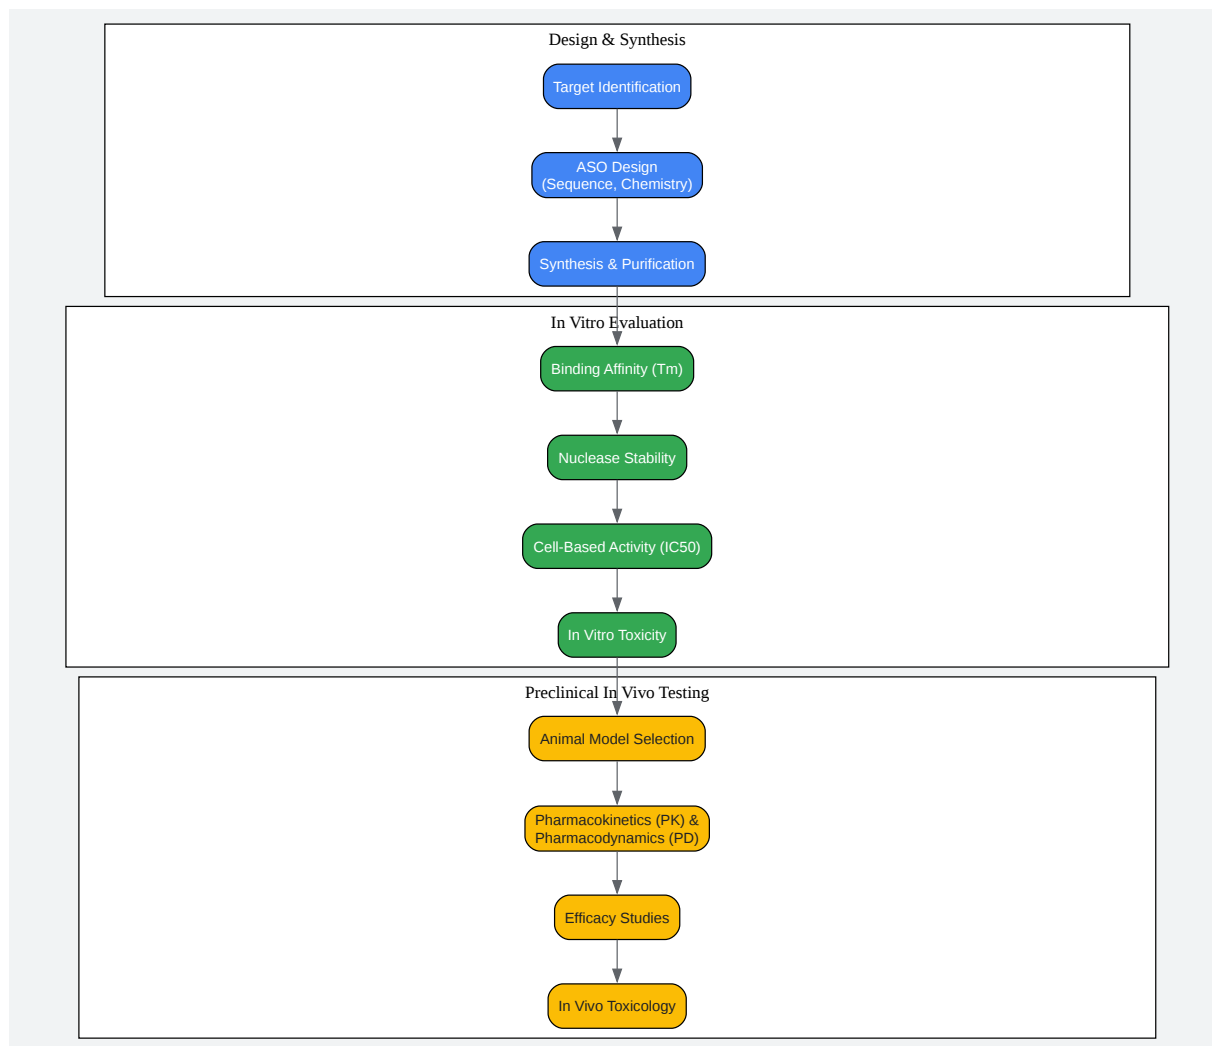 Design & Synthesis
Target Identification
ASO Design
(Sequence, Chemistry)
Synthesis & Purification
In Vitro Evaluation
Binding Affinity (Tm)
Nuclease Stability
Cell-Based Activity (IC50)
In Vitro Toxicity
Preclinical In Vivo Testing
Animal Model Selection
Pharmacokinetics (PK) &
Pharmacodynamics (PD)
Efficacy Studies
In Vivo Toxicology